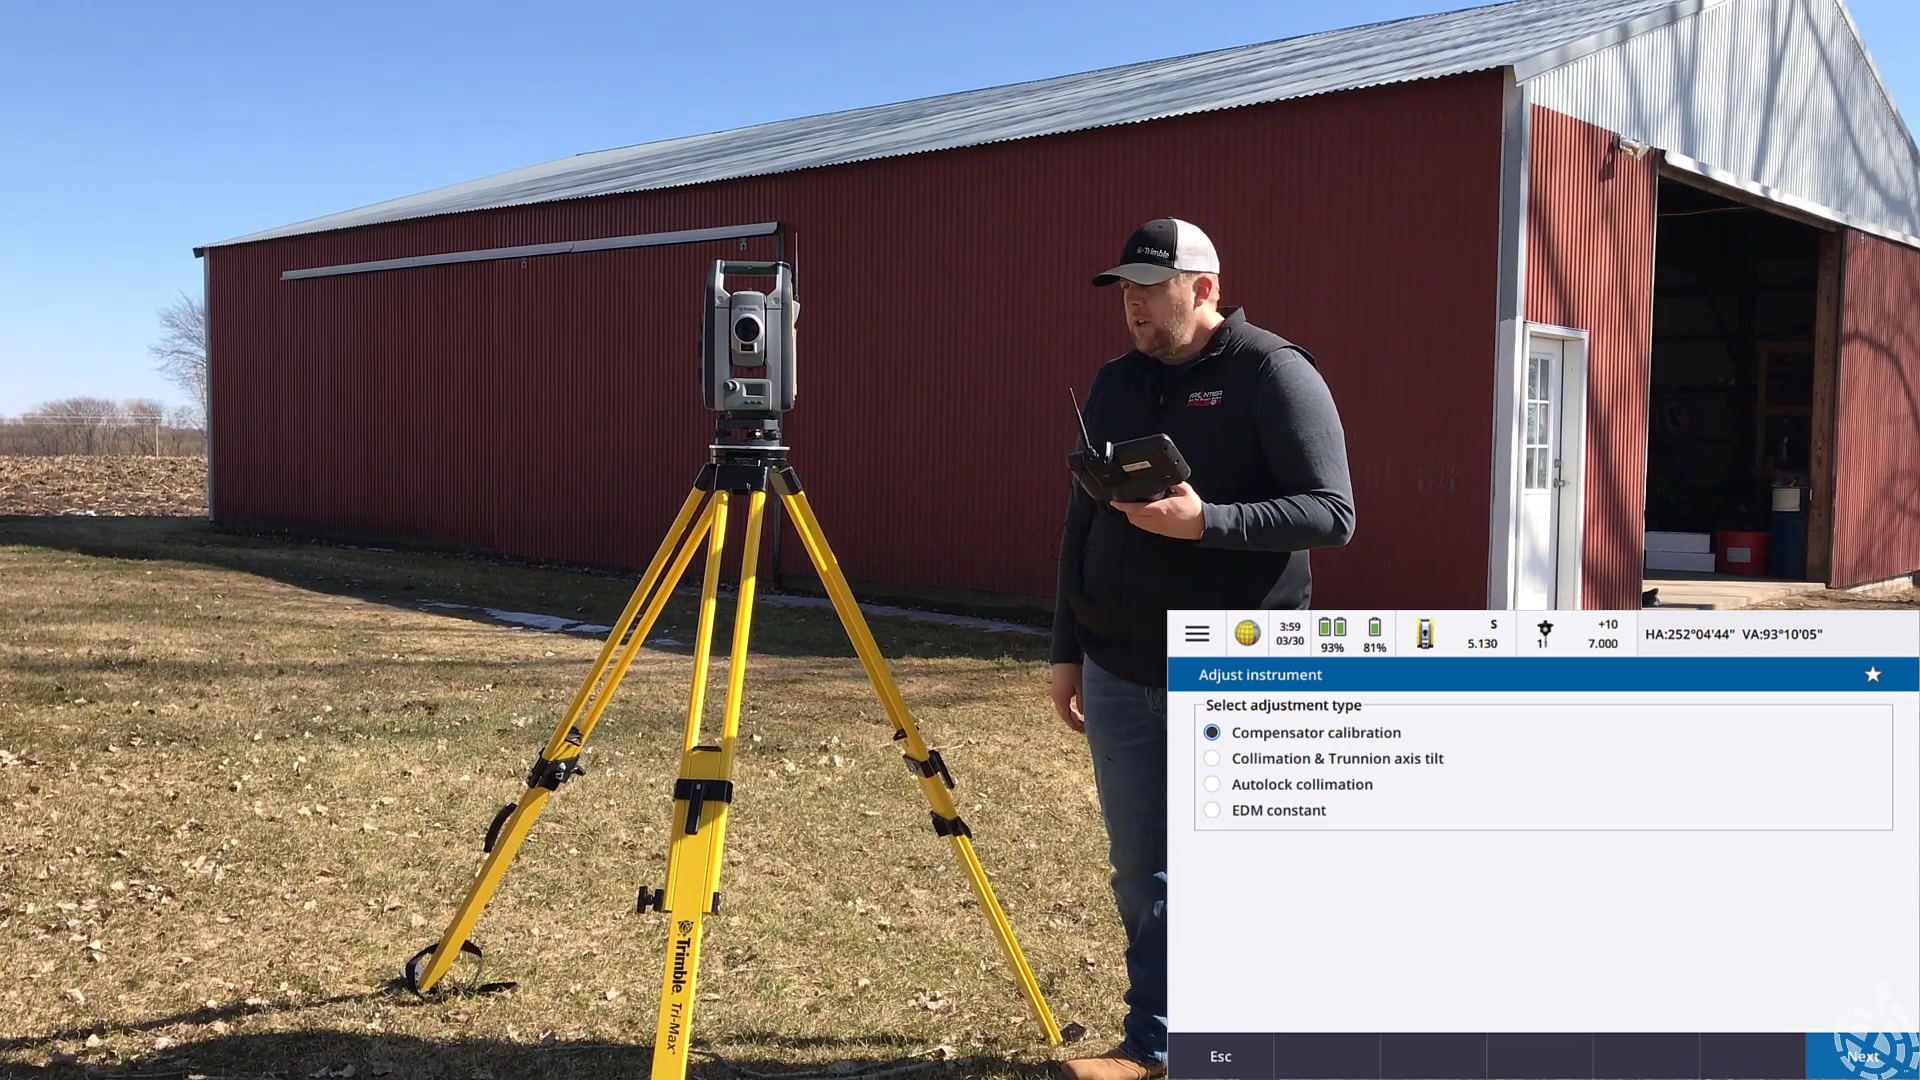 Trimble
FRONTIER
PRECISION
Trimble
Tri-Max
3:59
03/30
93%
81%
S
5.130
1
+10
7.000
HA:252°04'44" VA:93°10'05"
Adjust instrument
Select adjustment type
Compensator calibration
Collimation & Trunnion axis tilt
Autolock collimation
EDM constant
Esc
Next